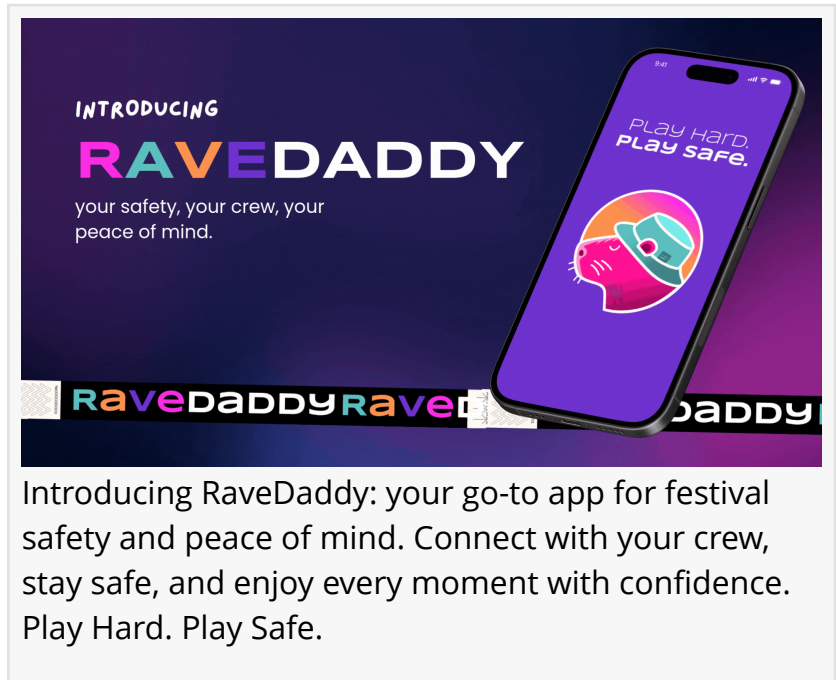 INTRODUCING
RAVEDADDY
your safety, your crew, your
peace of mind.
9:41
PLay Hard.
PLay safe.
RaveDaDDY RaveD
DaDDY
Introducing RaveDaddy: your go-to app for festival
safety and peace of mind. Connect with your crew,
stay safe, and enjoy every moment with confidence.
Play Hard. Play Safe.